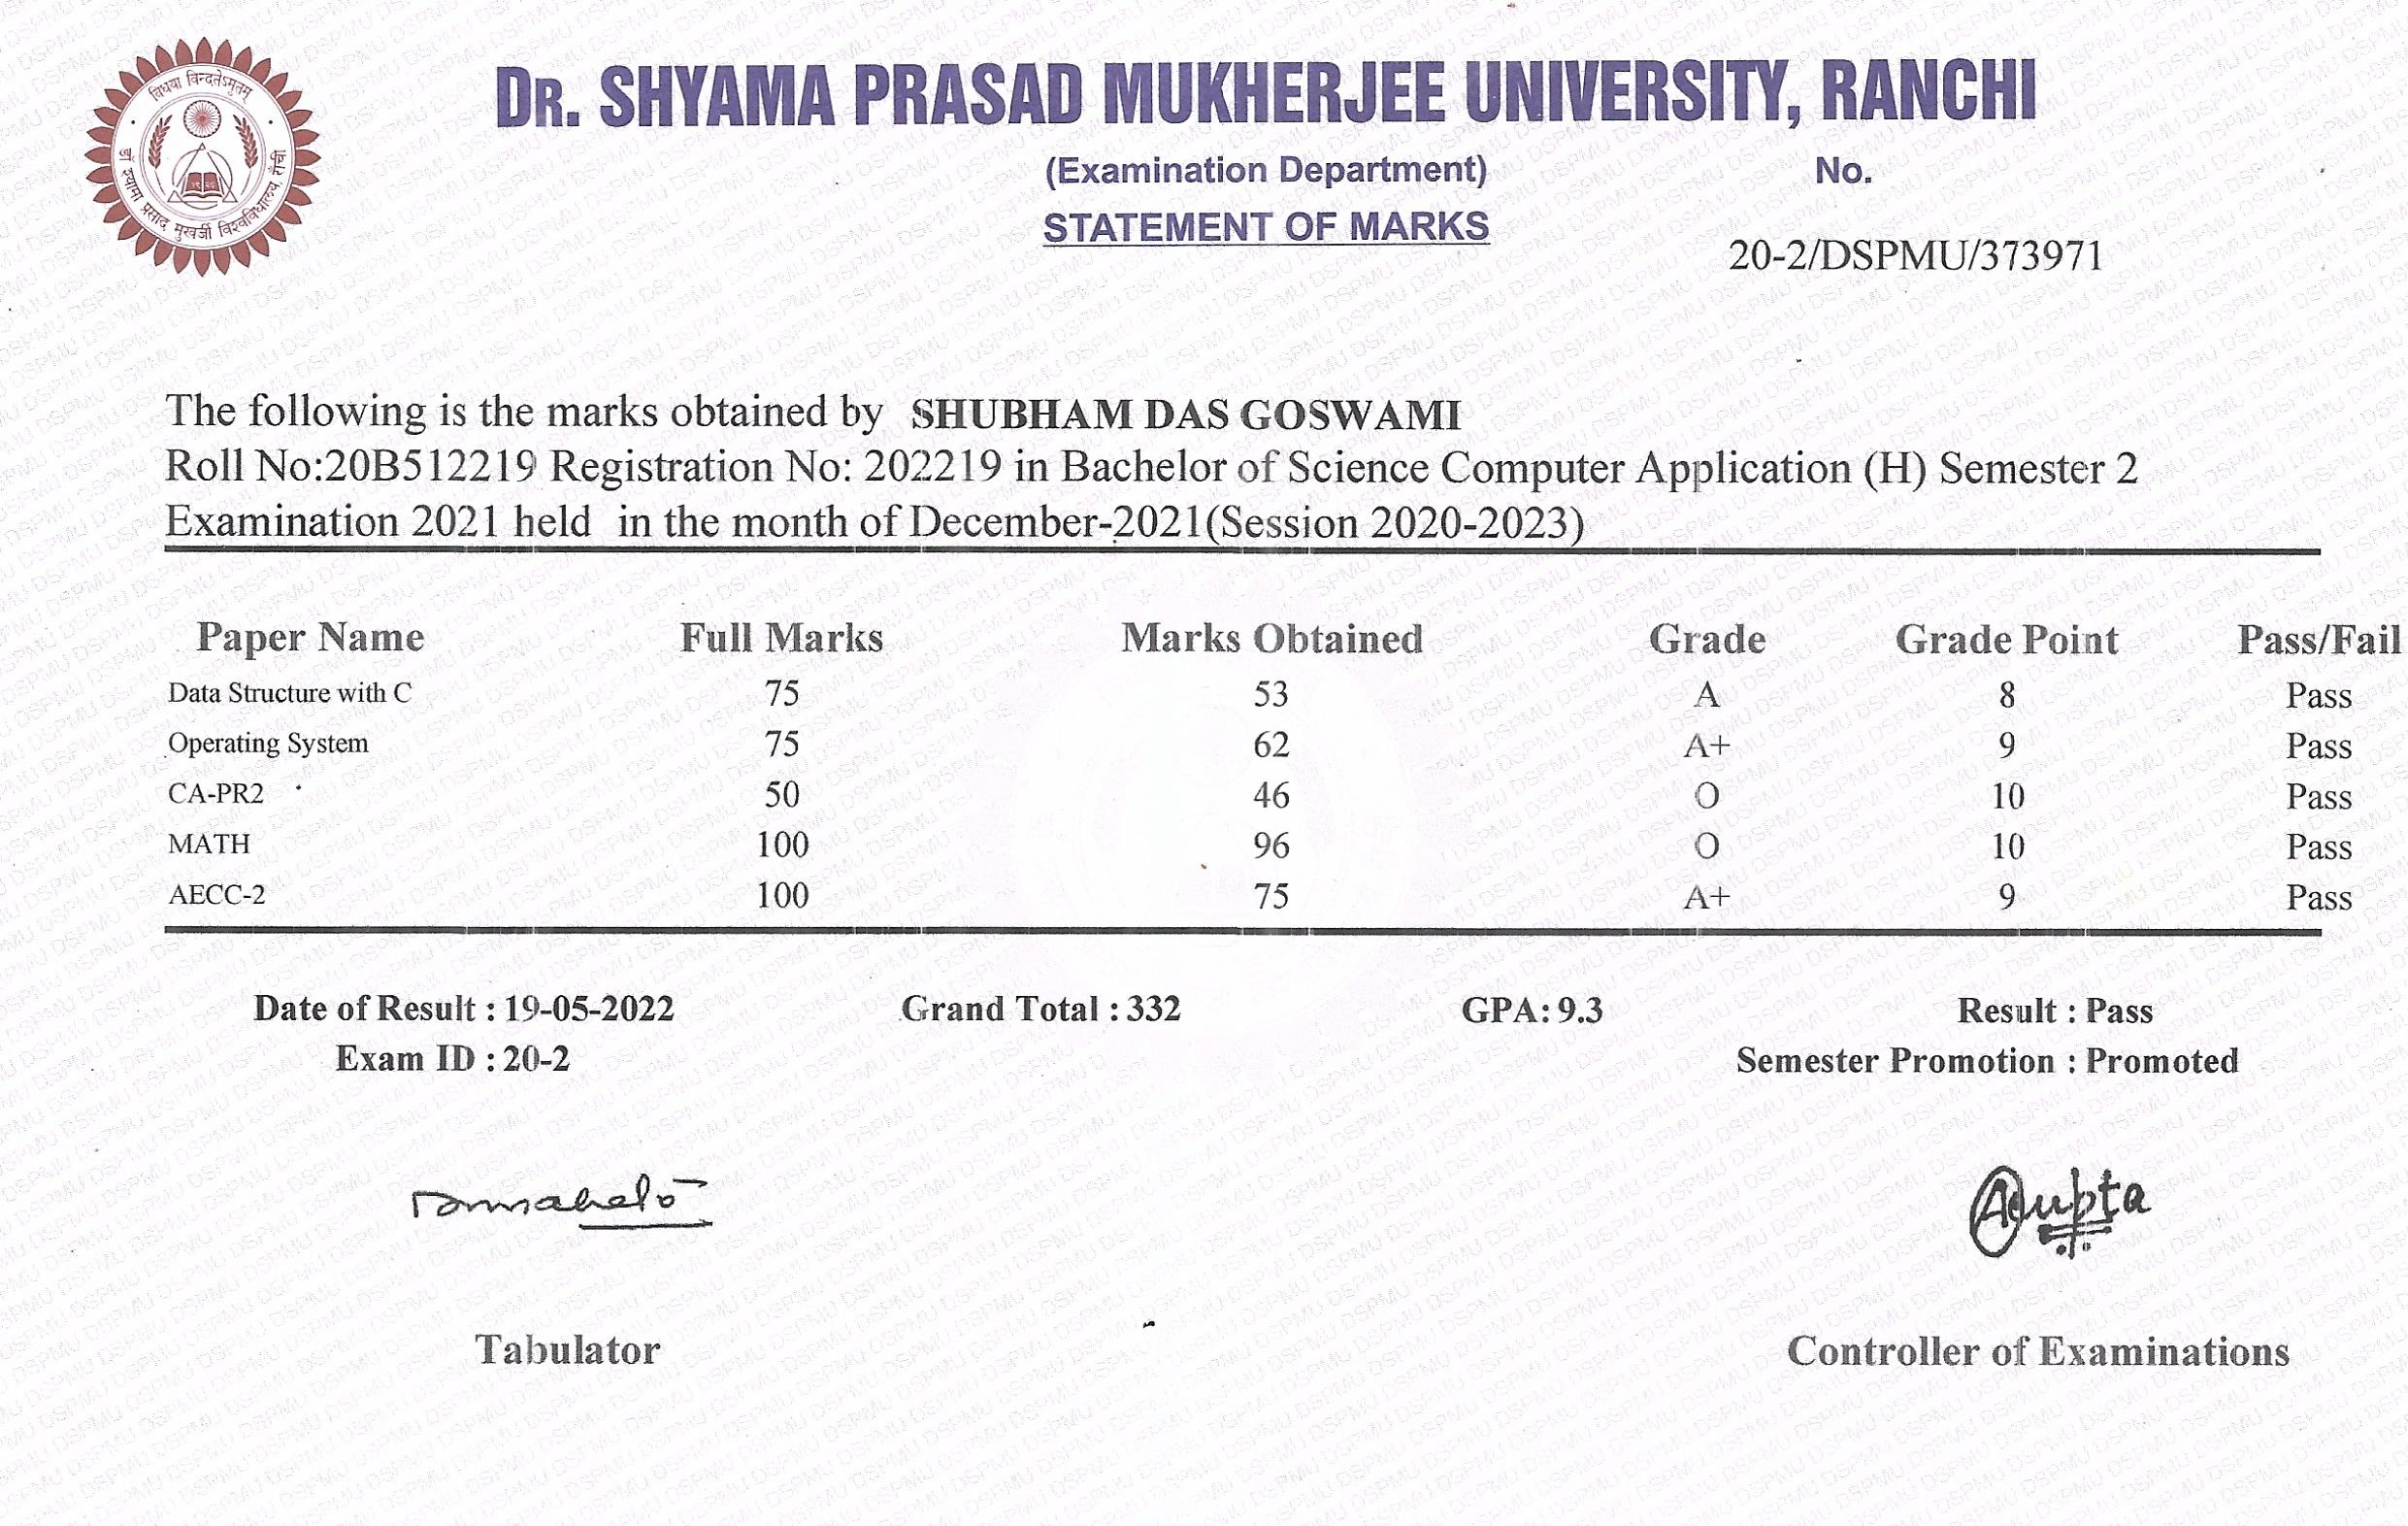 विद्यया विन्दतेऽमृतम्
डॉ श्यामा प्रसाद मुखर्जी विश्वविद्यालय राँची
DR. SHYAMA PRASAD MUKHERJEE UNIVERSITY, RANCHI
(Examination Department) No.
STATEMENT OF MARKS
20-2/DSPMU/373971
The following is the marks obtained by SHUBHAM DAS GOSWAMI
Roll No:20B512219 Registration No: 202219 in Bachelor of Science Computer Application (H) Semester 2
Examination 2021 held in the month of December-2021(Session 2020-2023)
Paper Name Full Marks Marks Obtained Grade Grade Point Pass/Fail
Data Structure with C 75 53 A 8 Pass
Operating System 75 62 A+ 9 Pass
CA-PR2 50 46 O 10 Pass
MATH 100 96 O 10 Pass
AECC-2 100 75 A+ 9 Pass
Date of Result : 19-05-2022 Grand Total : 332 GPA: 9.3 Result : Pass
Exam ID : 20-2 Semester Promotion : Promoted
Tabulator Controller of Examinations